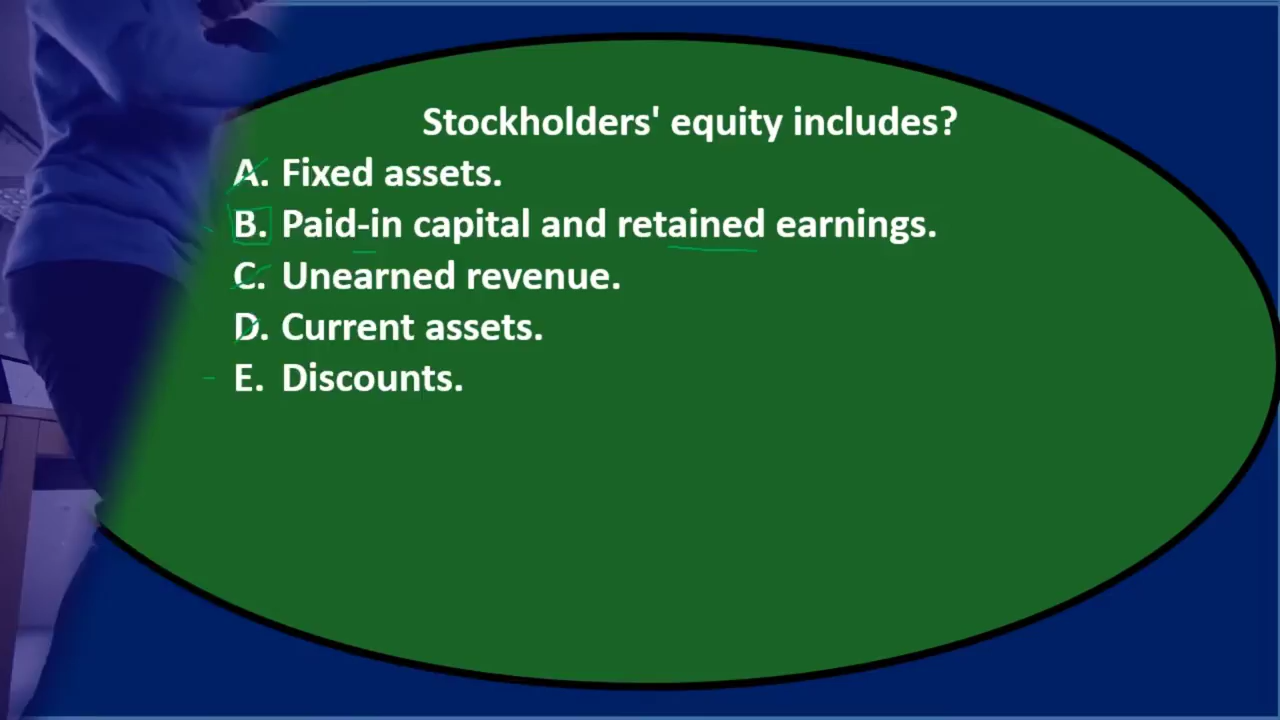 Stockholders' equity includes?
A. Fixed assets.
B. Paid-in capital and retained earnings.
C. Unearned revenue.
D. Current assets.
E. Discounts.